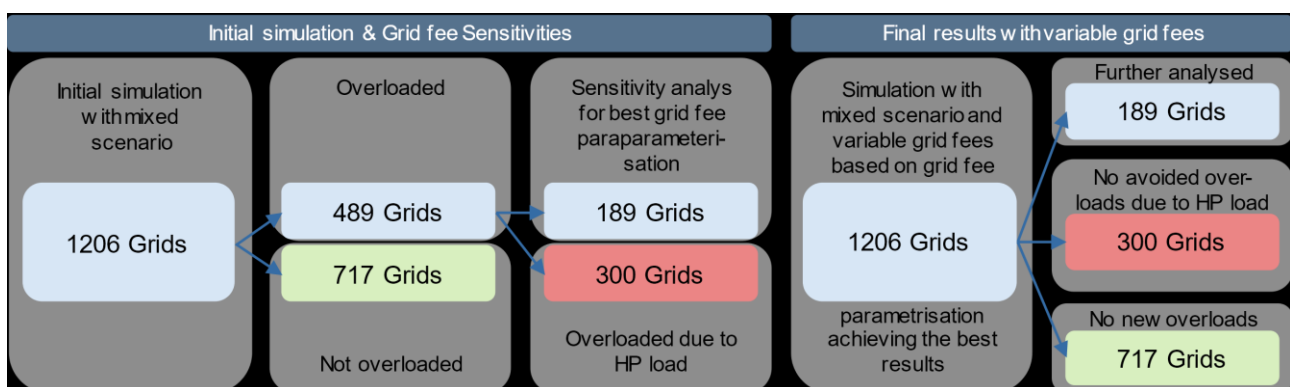 Initial simulation & Grid fee Sensitivities
Initial simulation
with mixed
scenario
1206 Grids
Overloaded
489 Grids
717 Grids
Not overloaded
Sensitivity analys
for best grid fee
paraparameteri-
sation
189 Grids
300 Grids
Overloaded due to
HP load
Final results with variable grid fees
Simulation with
mixed scenario and
variable grid fees
based on grid fee
1206 Grids
parametrisation
achieving the best
results
Further analysed
189 Grids
No avoided over-
loads due to HP load
300 Grids
No new overloads
717 Grids